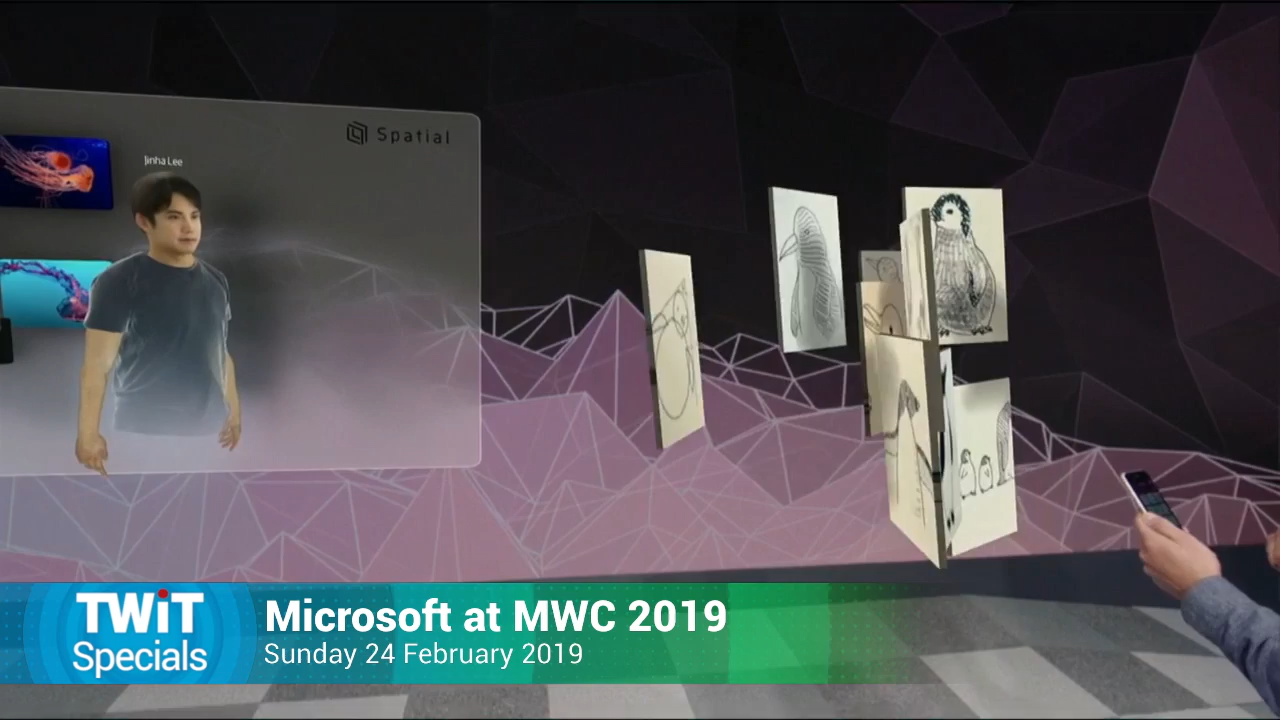 Spatial
Jinha Lee
TWiT
Specials
Microsoft at MWC 2019
Sunday 24 February 2019